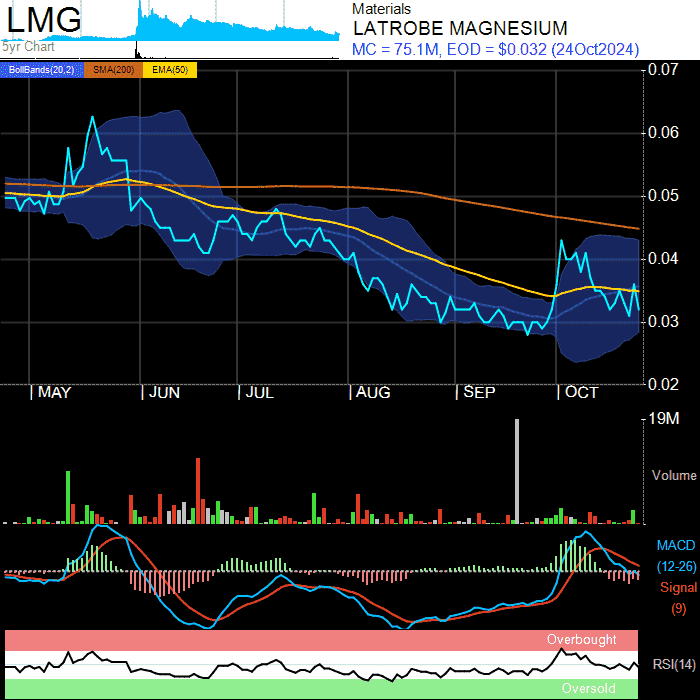 LMG
5yr Chart
Materials
LATROBE MAGNESIUM
MC = 75.1M, EOD = $0.032 (24Oct2024)
BollBands(20,2) SMA(200) EMA(50)
0.07
0.06
0.05
0.04
0.03
0.02
MAY JUN JUL AUG SEP OCT
19M
Volume
MACD
(12-26)
Signal
(9)
Overbought
RSI(14)
Oversold